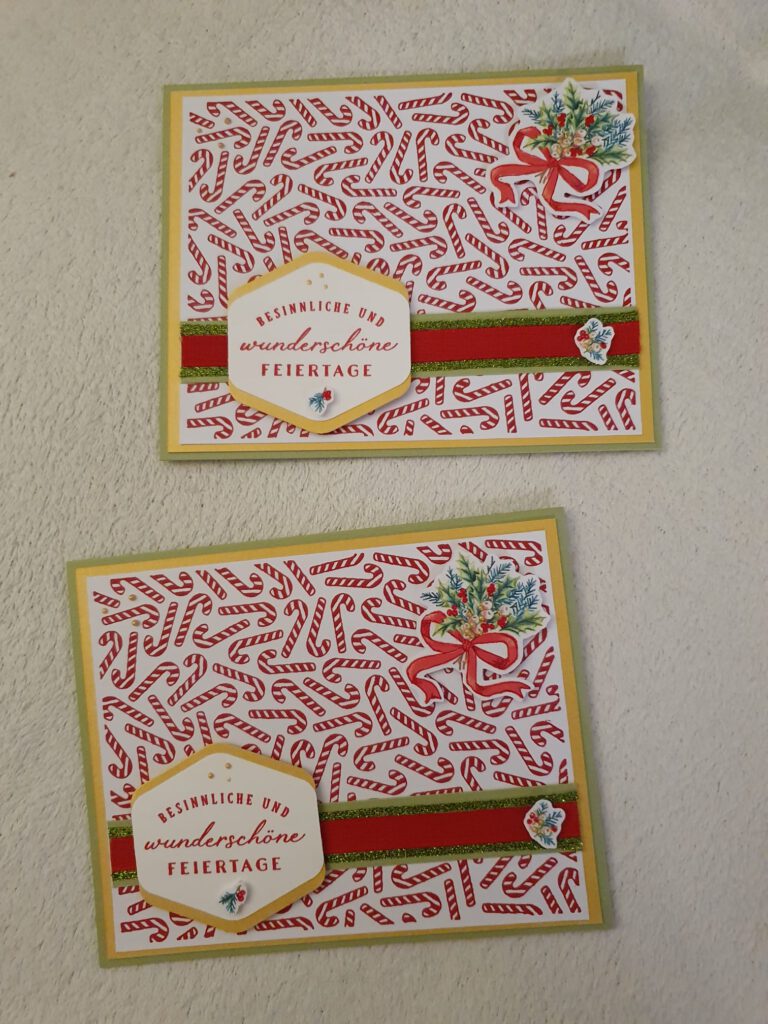 BESINNLICHE UND
wunderschöne
FEIERTAGE
BESINNLICHE UND
wunderschöne
FEIERTAGE